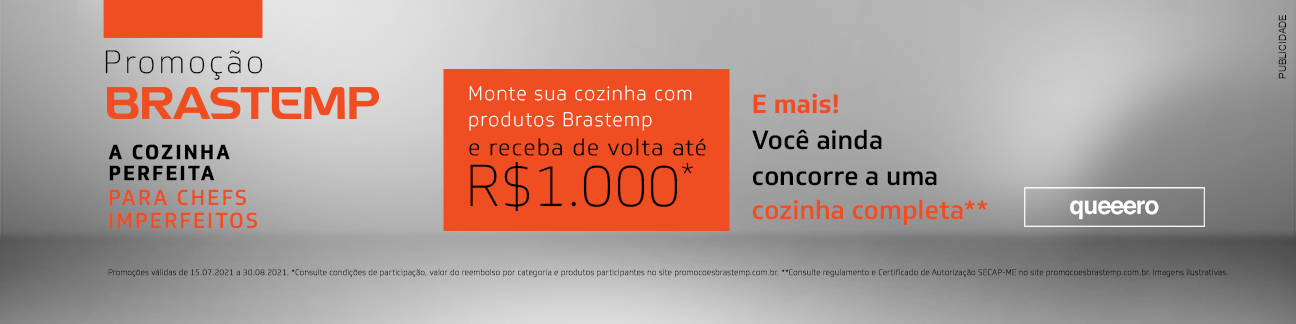 Promoção
BRASTEMP
A COZINHA
PERFEITA
PARA CHEFS
IMPERFEITOS
Monte sua cozinha com
produtos Brastemp
e receba de volta até
R$1.000*
E mais!
Você ainda
concorre a uma
cozinha completa**
queeero
PUBLICIDADE
Promoções válidas de 15.07.2021 a 30.08.2021. *Consulte condições de participação, valor do reembolso por categoria e produtos participantes no site promocoesbrastemp.com.br. **Consulte regulamento e Certificado de Autorização SECAP-ME no site promocoesbrastemp.com.br. Imagens ilustrativas.